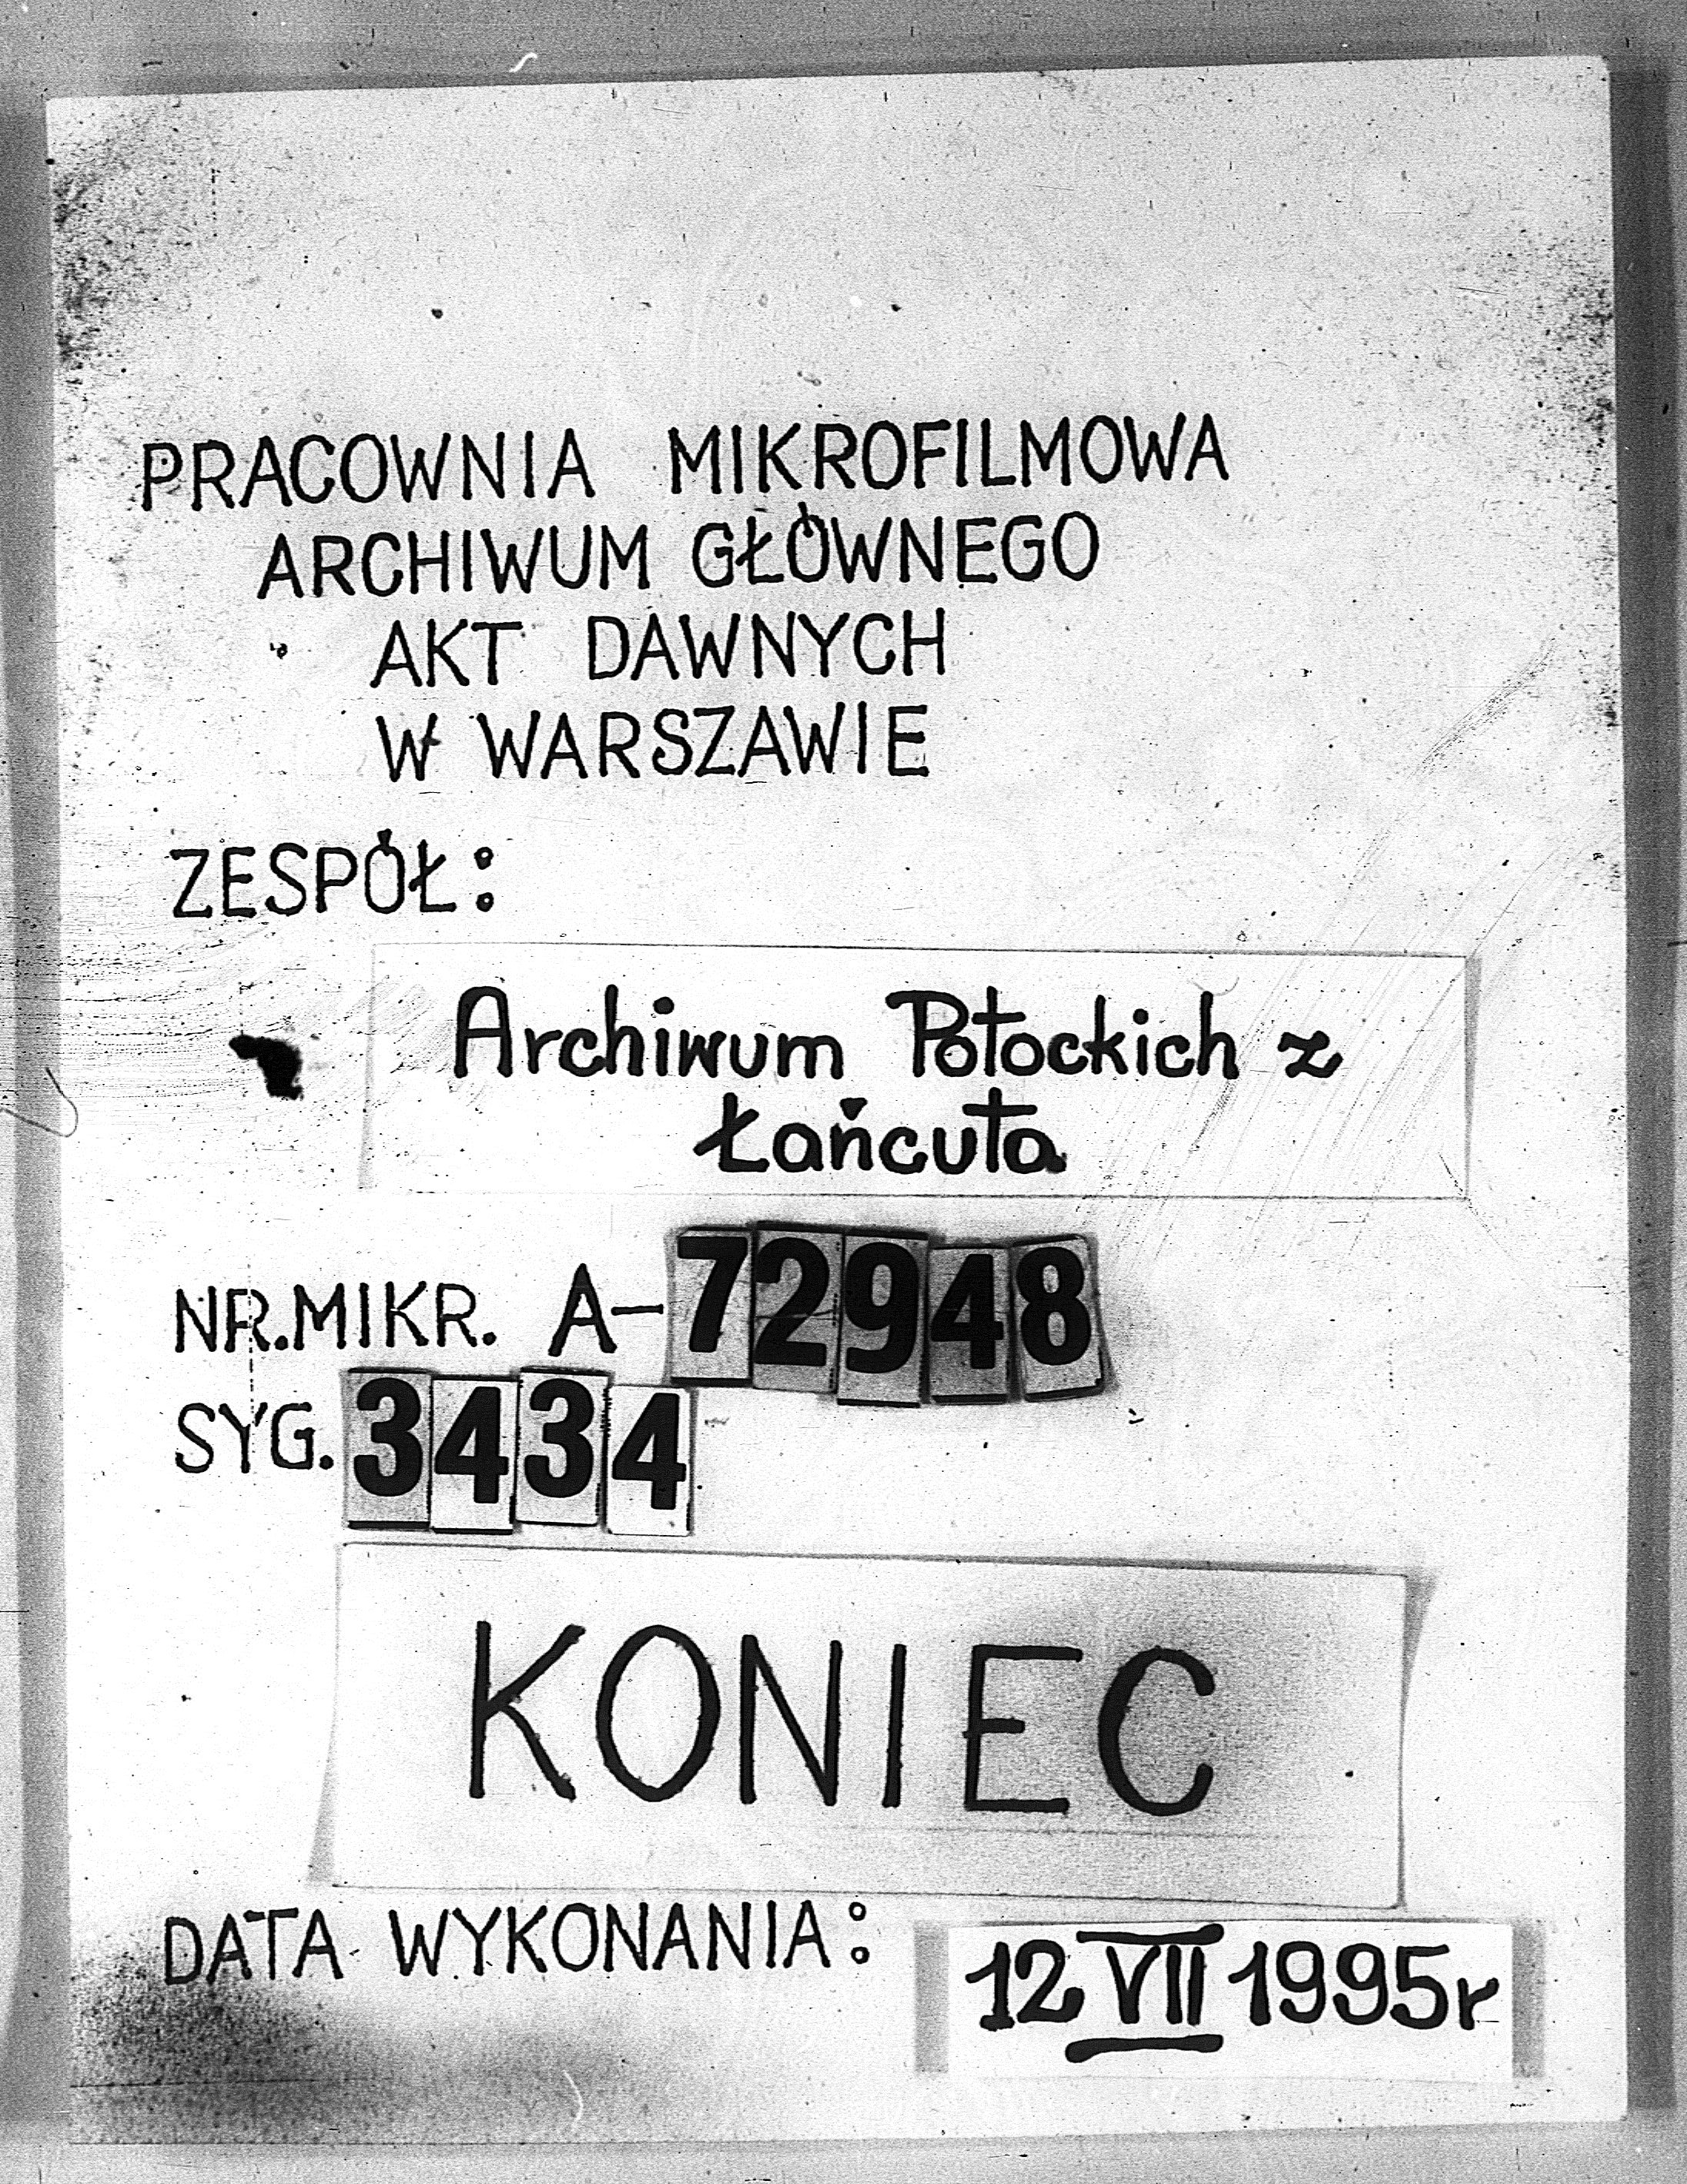 PRACOWNIA MIKROFILMOWA
ARCHIWUM GŁÓWNEGO
AKT DAWNYCH
W WARSZAWIE
ZESPÓŁ:
Archiwum Potockich z
Łańcuta
NR.MIKR. A-72948
SYG. 3434
KONIEC
DATA WYKONANIA: 12 VII 1995r